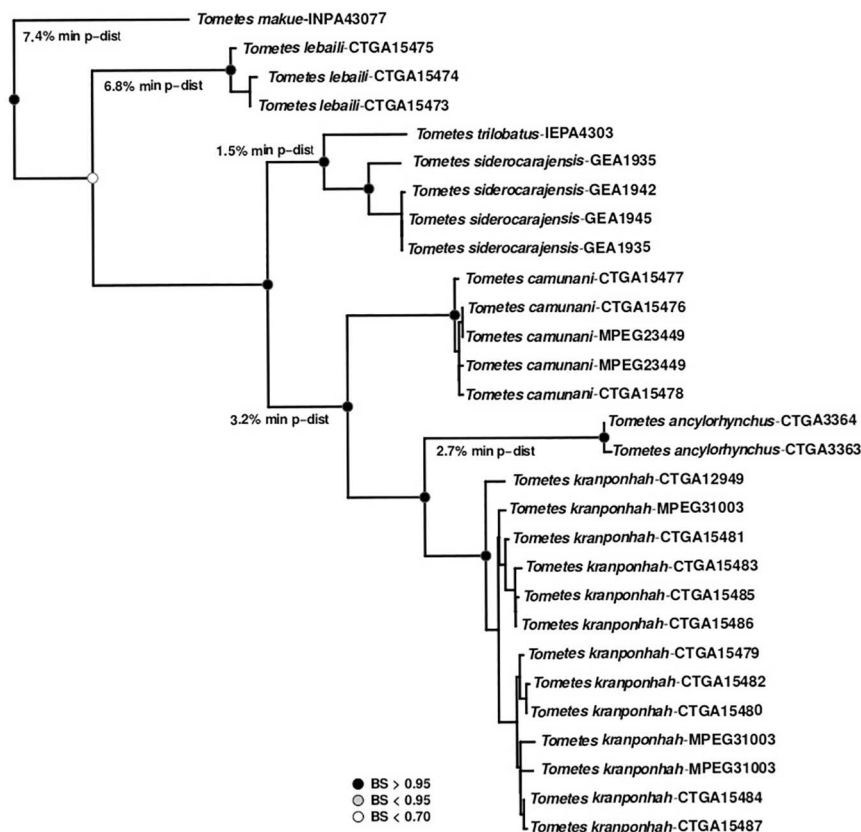 Tometes makue-INPA43077
7.4% min p-dist
Tometes lebaili-CTGA15475
6.8% min p-dist
Tometes lebaili-CTGA15474
Tometes lebaili-CTGA15473
Tometes trilobatus-IEPA4303
1.5% min p-dist
Tometes siderocarajensis-GEA1935
Tometes siderocarajensis-GEA1942
Tometes siderocarajensis-GEA1945
Tometes siderocarajensis-GEA1935
Tometes camunani-CTGA15477
Tometes camunani-CTGA15476
Tometes camunani-MPEG23449
Tometes camunani-MPEG23449
Tometes camunani-CTGA15478
3.2% min p-dist
Tometes ancylorhynchus-CTGA3364
2.7% min p-dist
Tometes ancylorhynchus-CTGA3363
Tometes kranponhah-CTGA12949
Tometes kranponhah-MPEG31003
Tometes kranponhah-CTGA15481
Tometes kranponhah-CTGA15483
Tometes kranponhah-CTGA15485
Tometes kranponhah-CTGA15486
Tometes kranponhah-CTGA15479
Tometes kranponhah-CTGA15482
Tometes kranponhah-CTGA15480
Tometes kranponhah-MPEG31003
Tometes kranponhah-MPEG31003
Tometes kranponhah-CTGA15484
Tometes kranponhah-CTGA15487
BS > 0.95
BS < 0.95
BS < 0.70